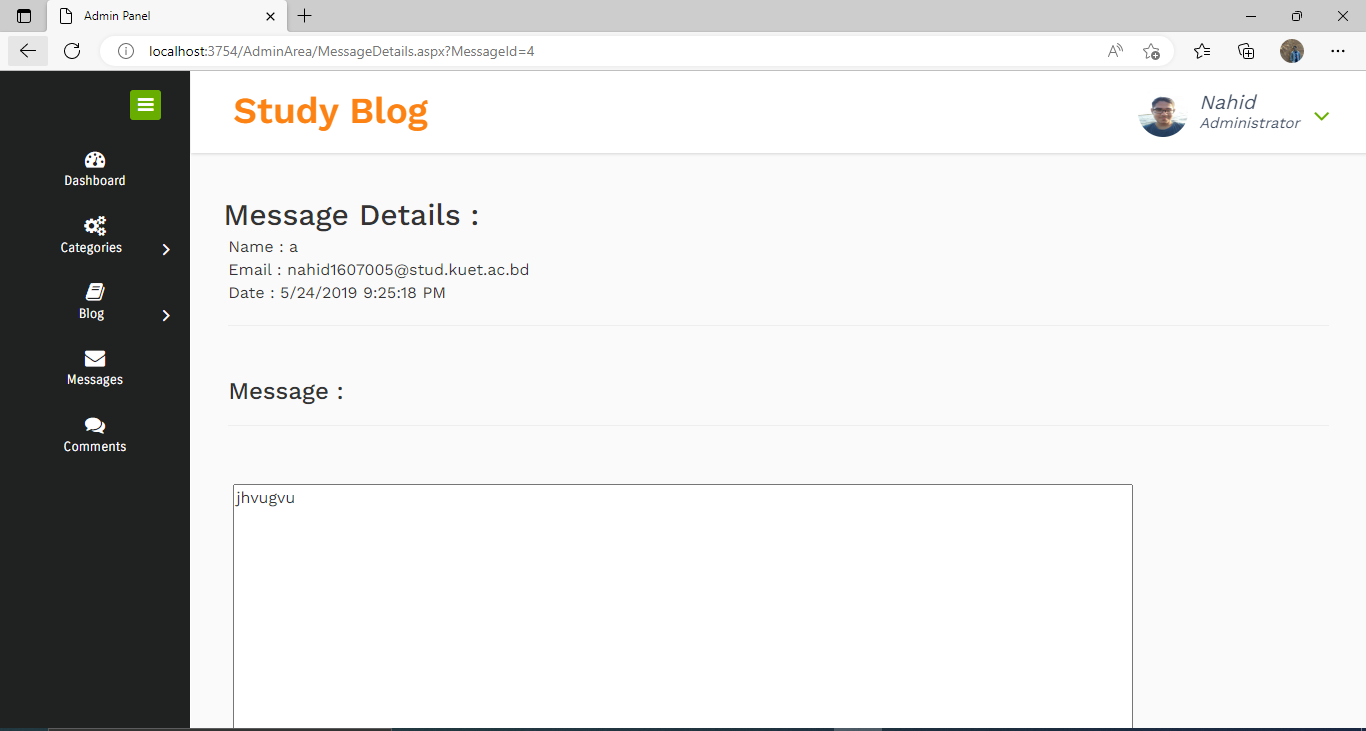 Admin Panel
localhost:3754/AdminArea/MessageDetails.aspx?MessageId=4
Study Blog
Nahid
Administrator
Dashboard
Categories
Blog
Messages
Comments
Message Details :
Name : a
Email : nahid1607005@stud.kuet.ac.bd
Date : 5/24/2019 9:25:18 PM
Message :
jhvugvu